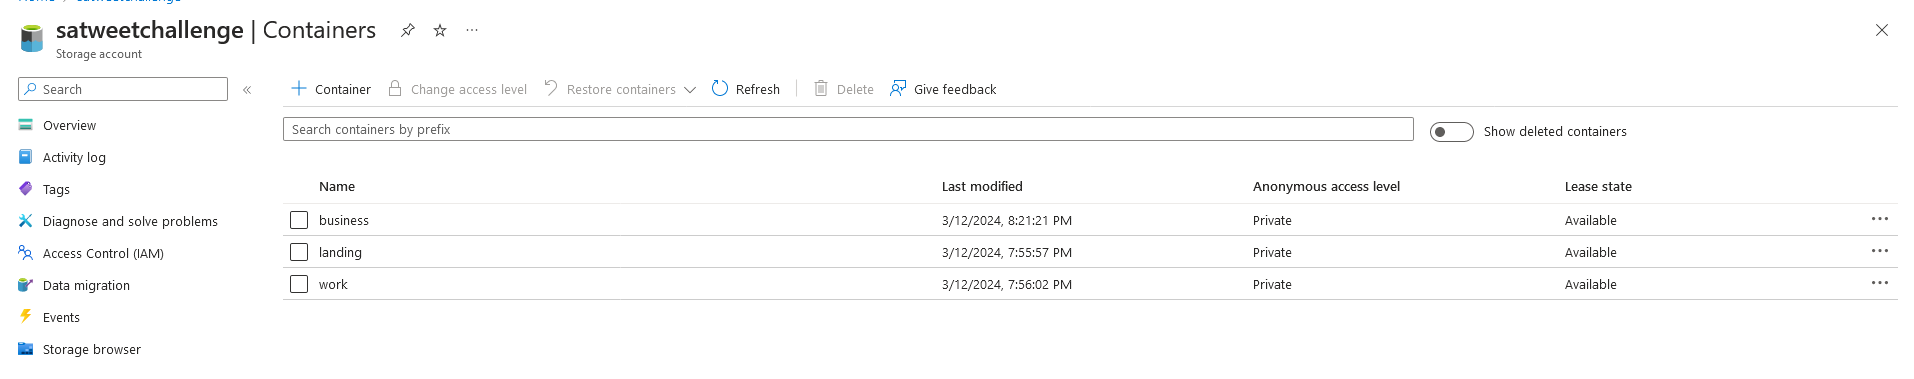 Home > satweetchallenge
satweetchallenge | Containers
Storage account
Search
Container Change access level Restore containers Refresh Delete Give feedback
Search containers by prefix
Show deleted containers
Overview
Activity log
Tags
Diagnose and solve problems
Access Control (IAM)
Data migration
Events
Storage browser
Name Last modified Anonymous access level Lease state
business 3/12/2024, 8:21:21 PM Private Available
landing 3/12/2024, 7:55:57 PM Private Available
work 3/12/2024, 7:56:02 PM Private Available